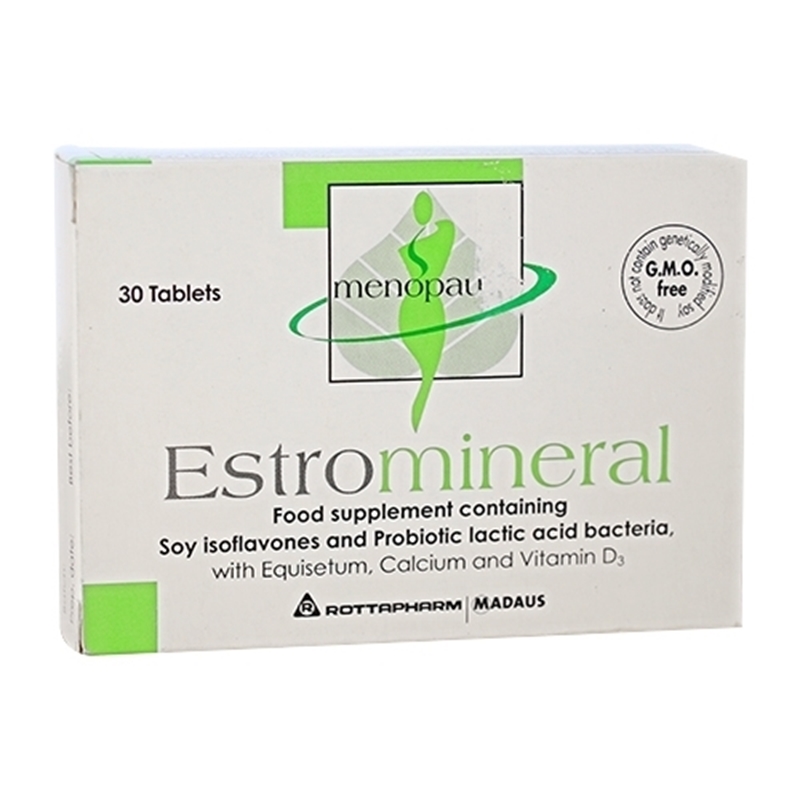 menopau
30 Tablets
It does not contain genetically modified soy
G.M.O.
free
Estromineral
Food supplement containing
Soy isoflavones and Probiotic lactic acid bacteria,
with Equisetum, Calcium and Vitamin D₃
R ROTTAPHARM | MADAUS
Best before: